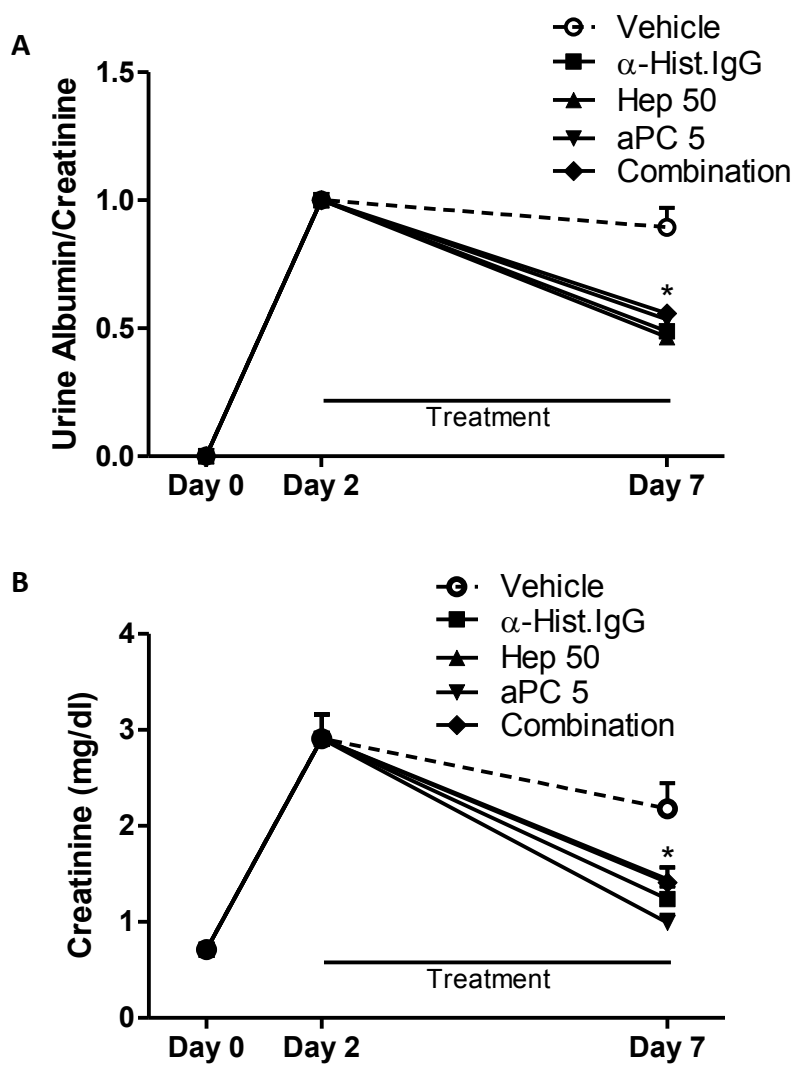 A
Vehicle
α-Hist.IgG
Hep 50
aPC 5
Combination
Urine Albumin/Creatinine
1.5
1.0
0.5
0.0
*
Treatment
Day 0 Day 2 Day 7
B
Vehicle
α-Hist.IgG
Hep 50
aPC 5
Combination
Creatinine (mg/dl)
4
3
2
1
0
*
Treatment
Day 0 Day 2 Day 7